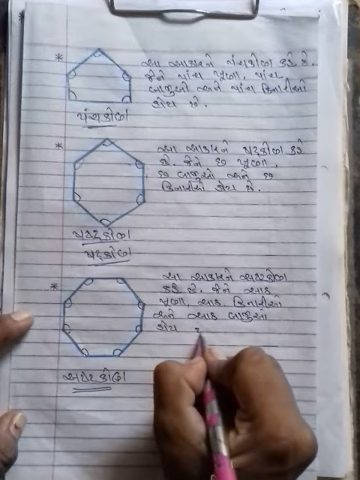 આ આકારને પંચકોણ કહે છે.
જેને પાંચ ખૂણા, પાંચ
બાજુઓ અને પાંચ કિનારીઓ
હોય છે.
પંચકોણ
આ આકારને ષટ્કોણ કહે
છે. જેને છ ખૂણા,
છ બાજુઓ અને છ
કિનારીઓ હોય છે.
ષટ્કોણ
આ આકારને અષ્ટકોણ
કહે છે. જેને આઠ
ખૂણા, આઠ કિનારીઓ
અને આઠ બાજુઓ
હોય
અષ્ટકોણ